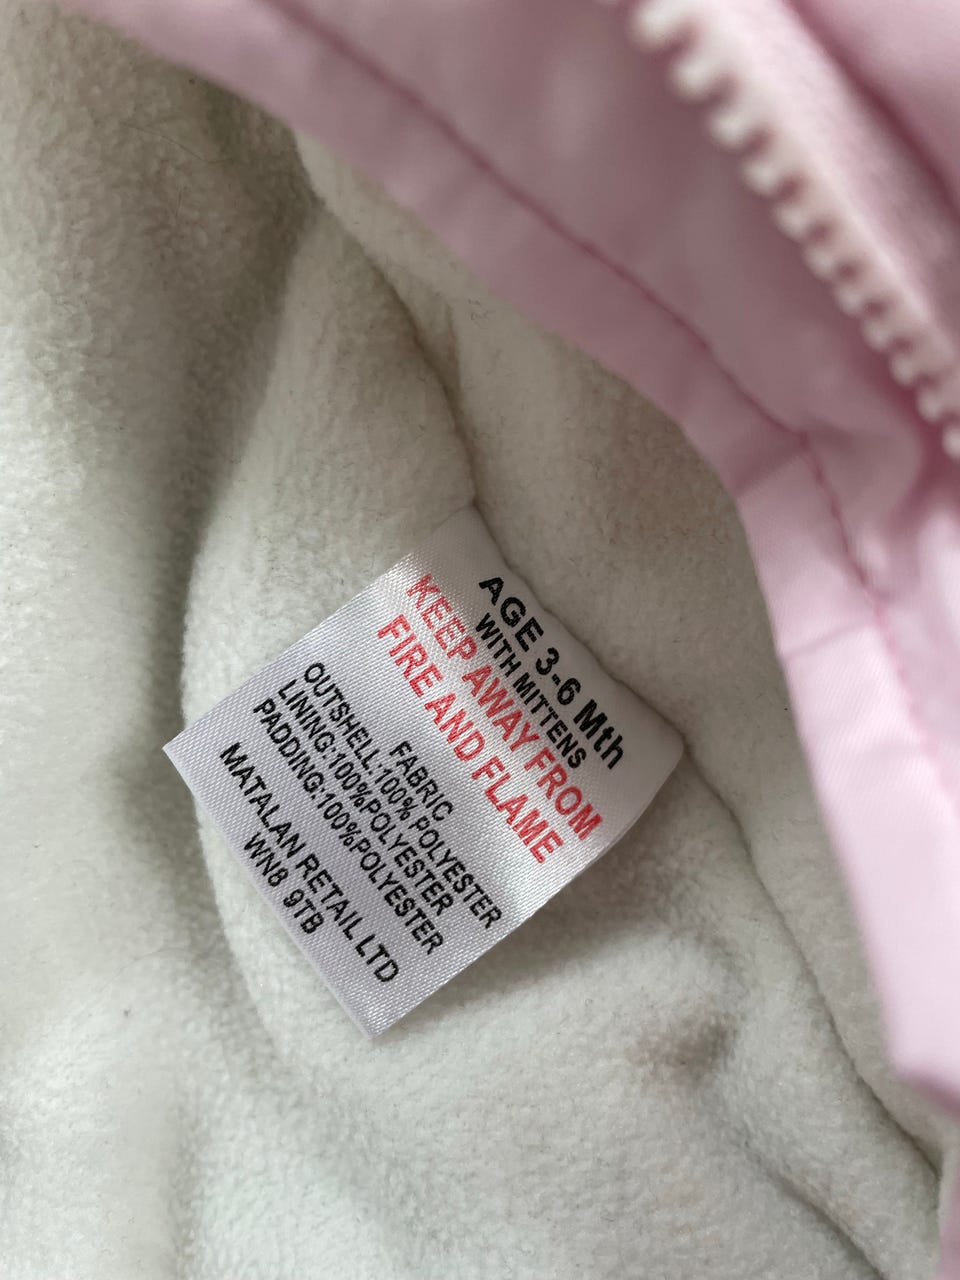 AGE 3-6 Mth
WITH MITTENS
KEEP AWAY FROM
FIRE AND FLAME
FABRIC
OUTSHELL:100% POLYESTER
LINING:100%POLYESTER
PADDING:100%POLYESTER
MATALAN RETAIL LTD
WN8 9TB